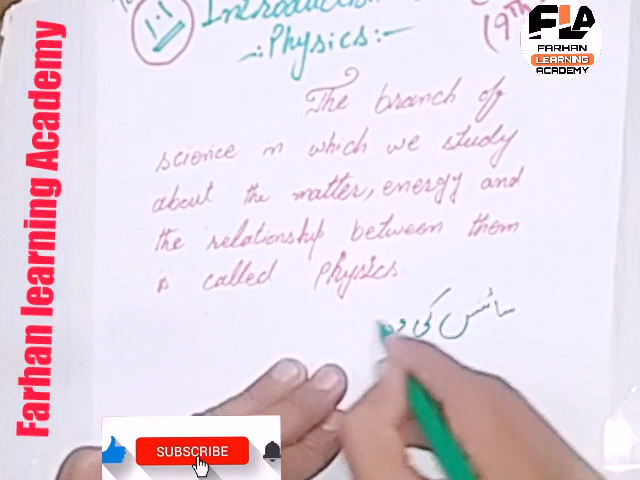 1.1
Introduction
-:Physics:-
(9th
The branch of
science in which we study
about the matter, energy and
the relationship between them
is called Physics.
سائنس کی و
FLA
FARHAN
LEARNING
ACADEMY
Farhan learning Academy
SUBSCRIBE